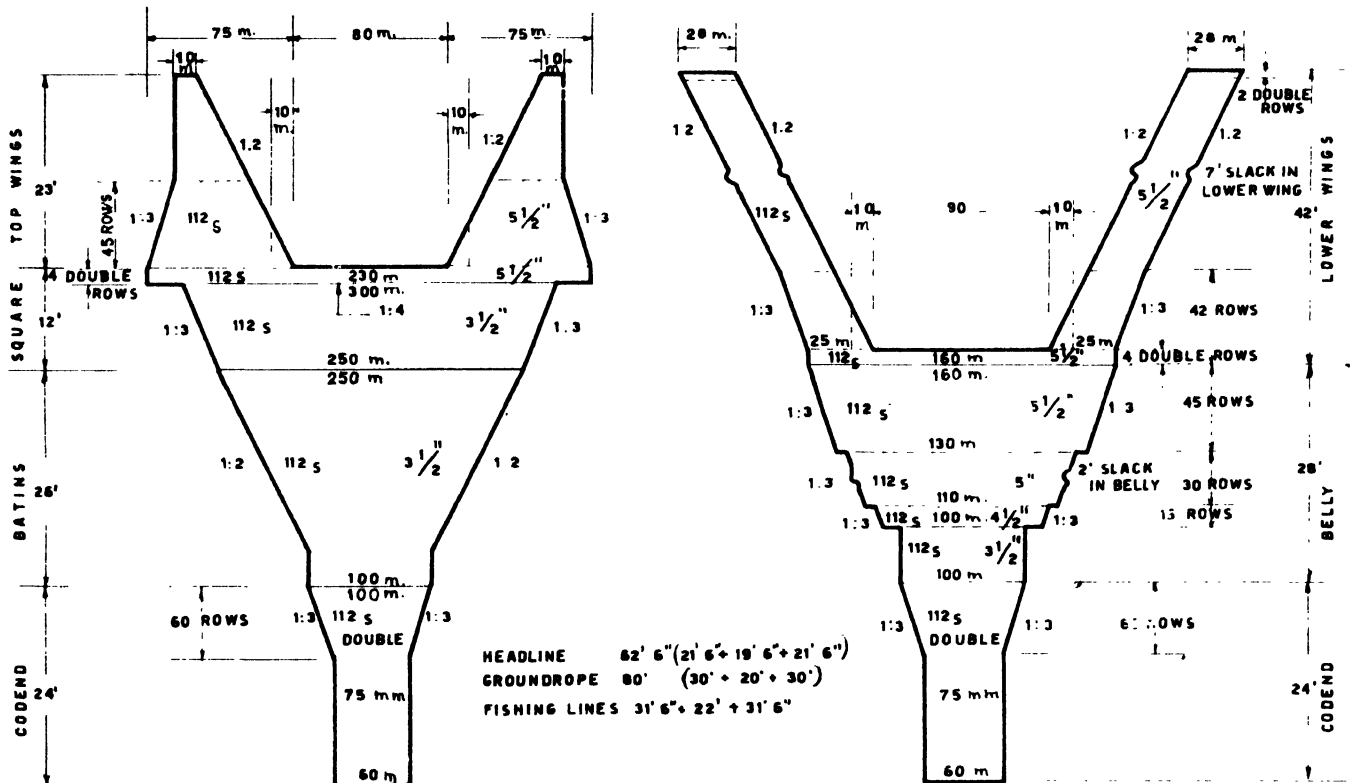 75 m. 80 m. 75 m.
10 m 10 m
10 m. 10 m.
1:2 1:2
SQUARE TOP WINGS
23'
45 ROWS
1:3 112 S 5 1/2" 1:3
4 DOUBLE ROWS
112 S 230 m 5 1/2"
300 m.
1:4
12'
1:3 112 S 3 1/2" 1.3
250 m.
250 m.
BATINS
26'
1:2 112 S 3 1/2" 1 2
100 m.
100 m.
60 ROWS
1:3 112 S 1:3
DOUBLE
CODEND
24'
75 mm
60 m
HEADLINE 62' 6" (21' 6" + 19' 6" + 21' 6")
GROUNDROPE 80' (30' + 20' + 30')
FISHING LINES 31' 6" + 22' + 31' 6"
28 m. 28 m
2 DOUBLE ROWS
1.2 1.2 1:2 1:2
7' SLACK IN LOWER WING
5 1/2"
112 S
10 m 90 10 m
LOWER WINGS
42'
1:3 1:3
42 ROWS
25 m 25 m
112 S 160 m 5 1/2"
4 DOUBLE ROWS
160 m.
1:3 112 S 5 1/2" 1:3
45 ROWS
130 m
1.3 112 S 5"
2' SLACK IN BELLY
30 ROWS
110 m.
1:3 112 S 100 m 4 1/2" 1:3
15 ROWS
BELLY
28'
112 S 3 1/2"
100 m
1:3 112 S 1:3
DOUBLE
ROWS
CODEND
24'
75 mm
60 m